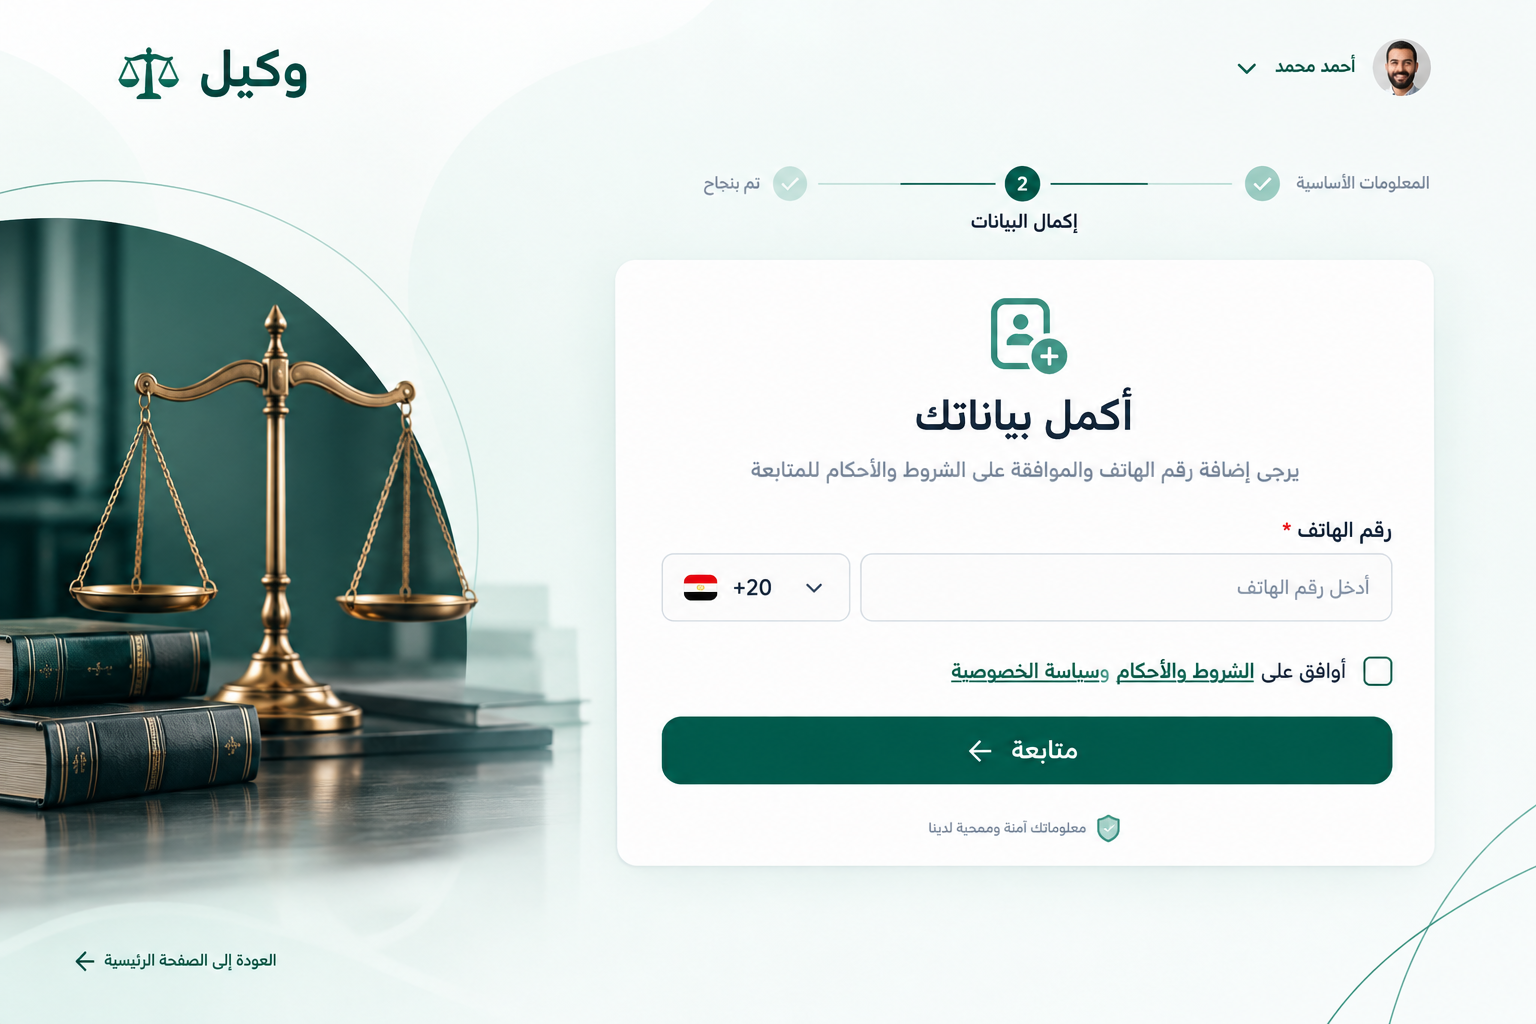 وكيل
أحمد محمد
المعلومات الأساسية
2
إكمال البيانات
تم بنجاح
أكمل بياناتك
يرجى إضافة رقم الهاتف والموافقة على الشروط والأحكام للمتابعة
رقم الهاتف *
أدخل رقم الهاتف
+20
أوافق على الشروط والأحكام وسياسة الخصوصية
متابعة
معلوماتك آمنة وممحية لدينا
العودة إلى الصفحة الرئيسية